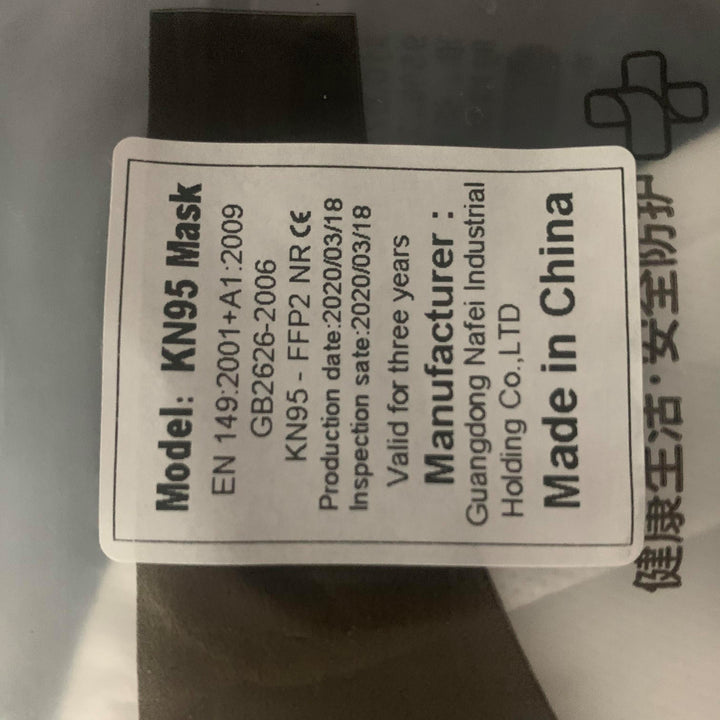 Model: KN95 Mask
EN 149:2001+A1:2009
GB2626-2006
KN95 - FFP2 NR CE
Production date:2020/03/18
Inspection sate:2020/03/18
Valid for three years
Manufacturer :
Guangdong Nafei Industrial
Holding Co.,LTD
Made in China
健康生活·安全防护